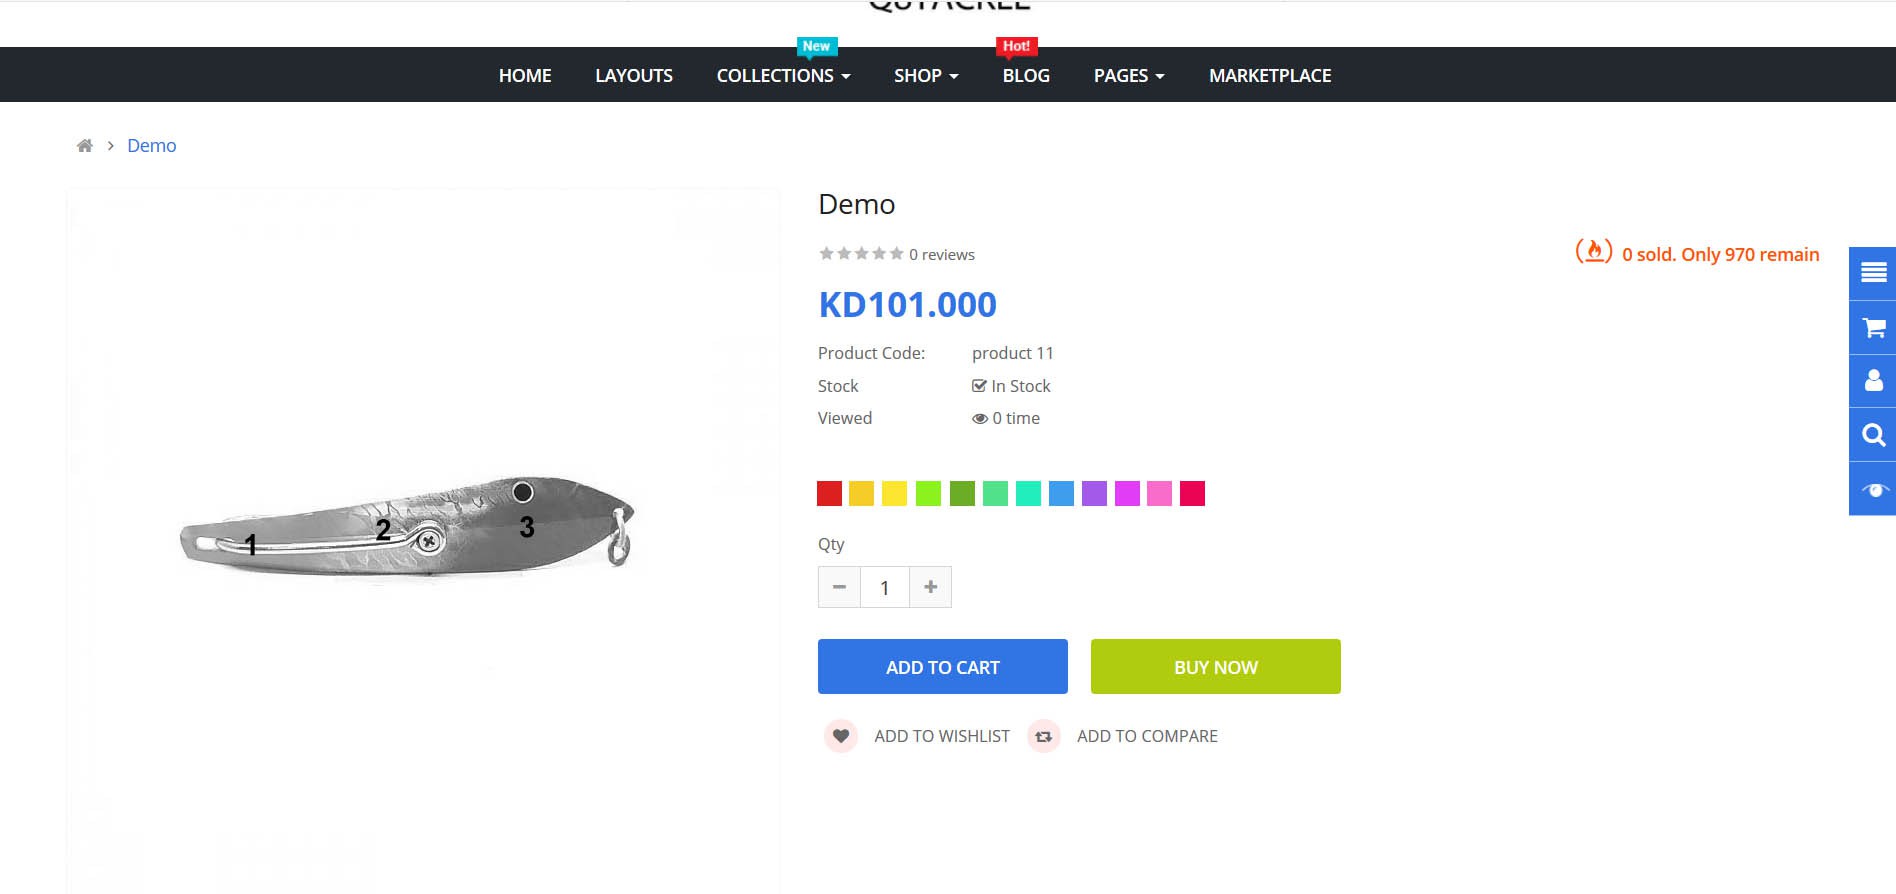 New
Hot!
HOME LAYOUTS COLLECTIONS SHOP BLOG PAGES MARKETPLACE
Demo
Demo
0 reviews
0 sold. Only 970 remain
KD101.000
Product Code: product 11
Stock In Stock
Viewed 0 time
1 2 3
Qty
1
ADD TO CART BUY NOW
ADD TO WISHLIST ADD TO COMPARE